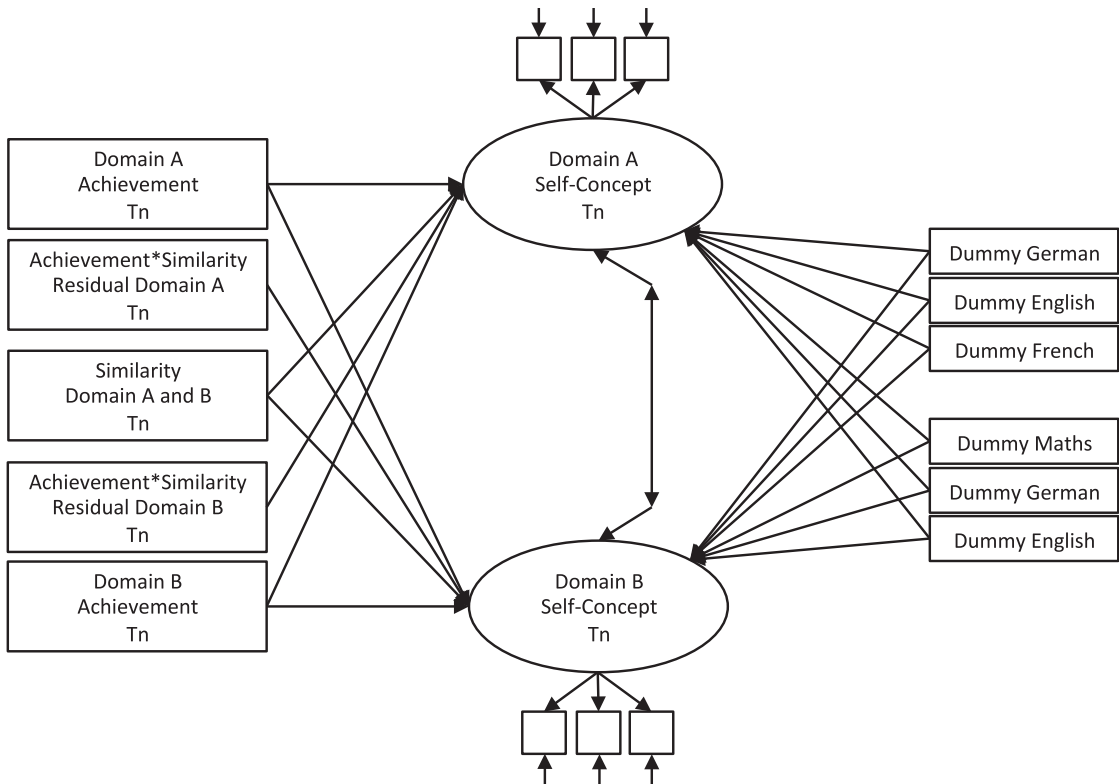 Domain A
Achievement
Tn
Achievement*Similarity
Residual Domain A
Tn
Similarity
Domain A and B
Tn
Achievement*Similarity
Residual Domain B
Tn
Domain B
Achievement
Tn
Domain A
Self-Concept
Tn
Domain B
Self-Concept
Tn
Dummy German
Dummy English
Dummy French
Dummy Maths
Dummy German
Dummy English